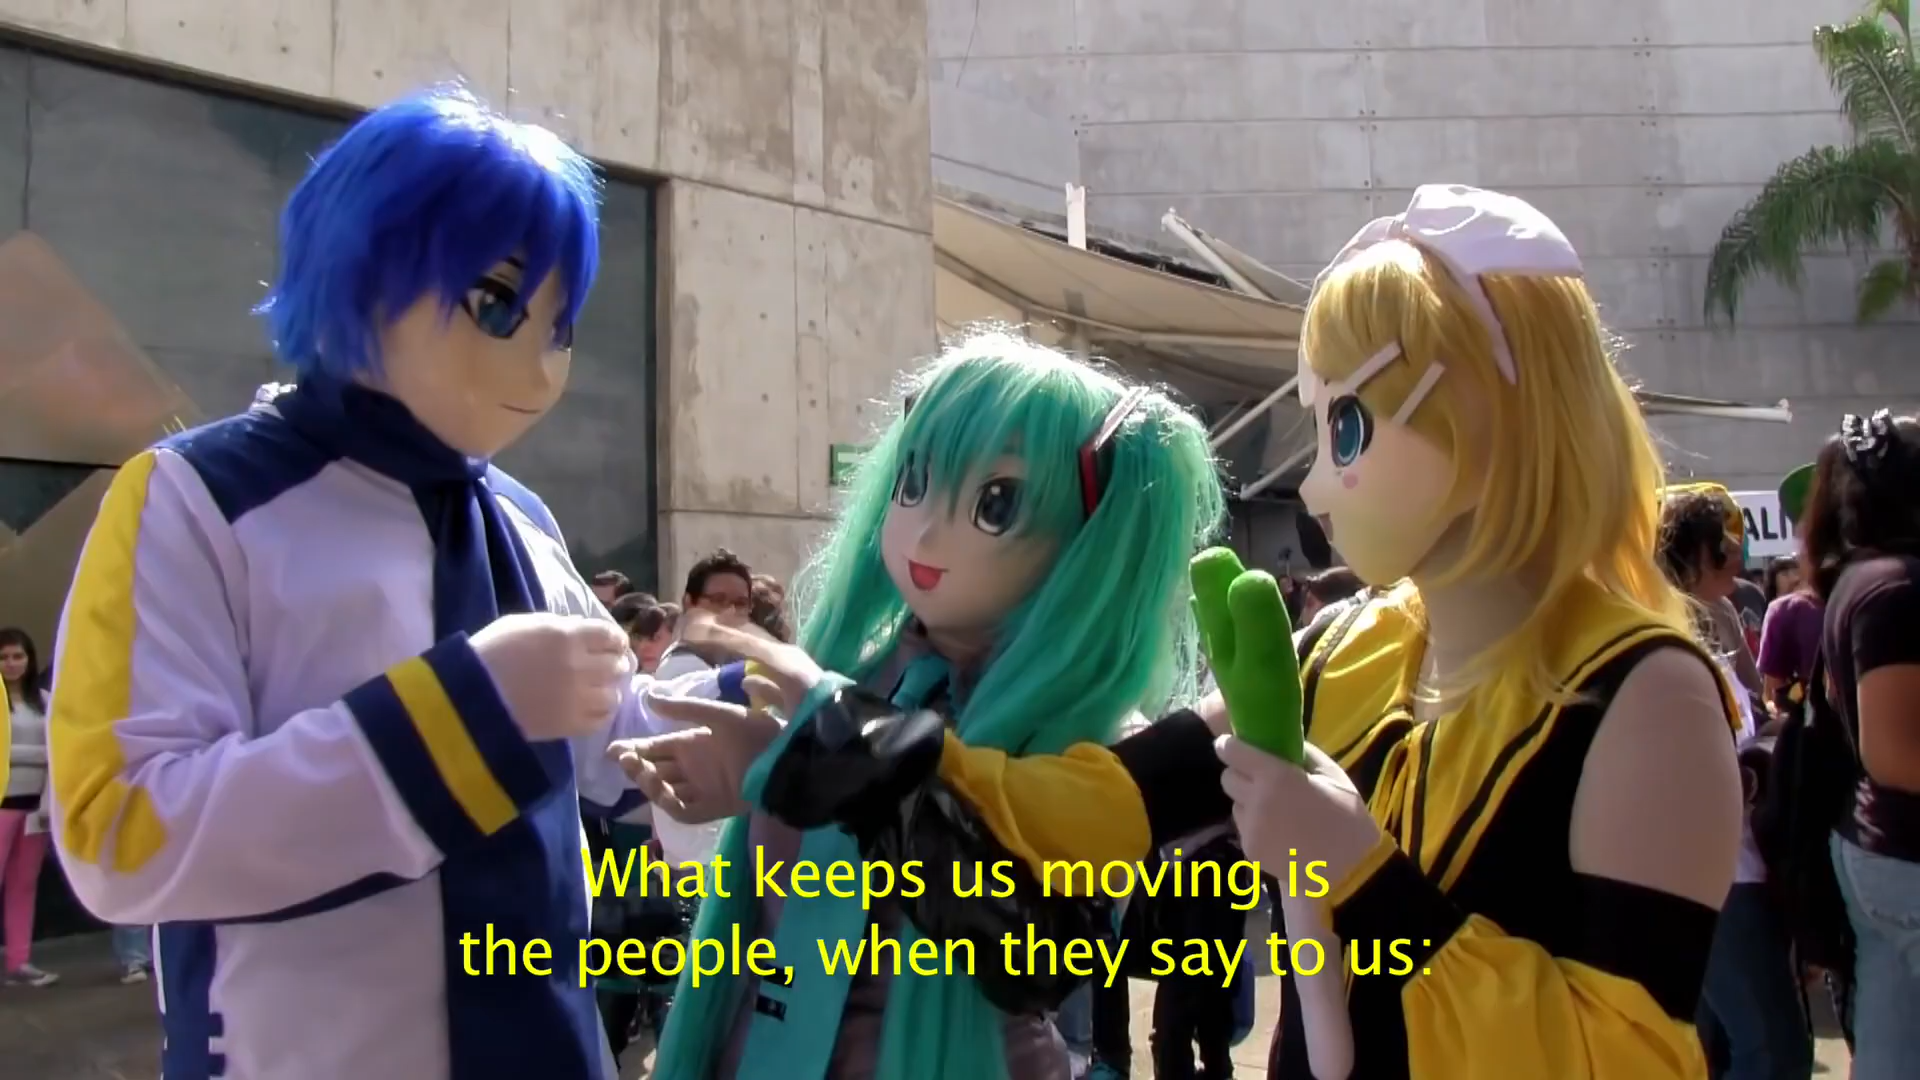 What keeps us moving is
the people, when they say to us: